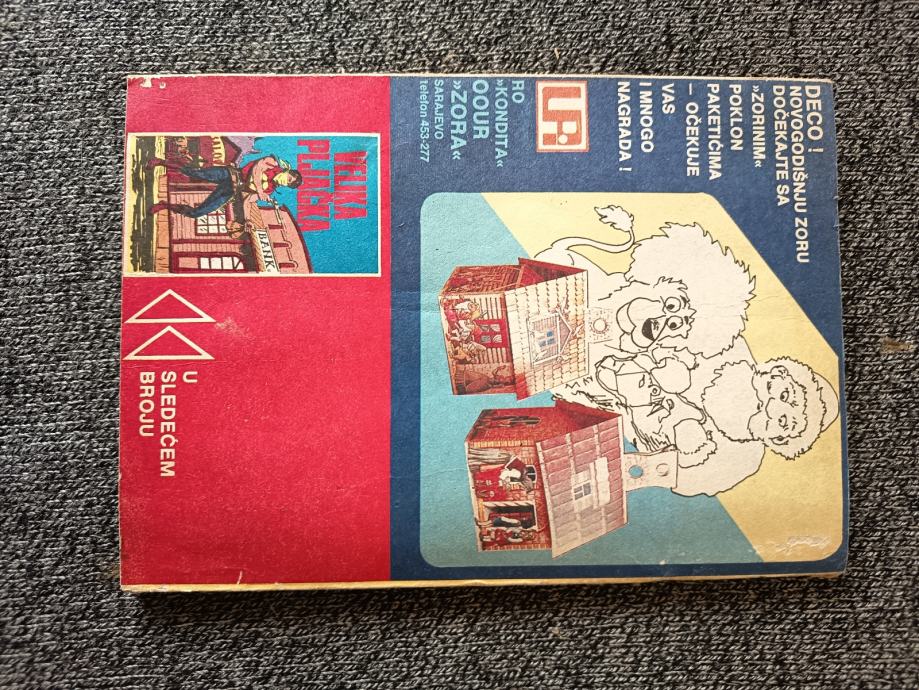 DECO !
NOVOGODIŠNJU ZORU
DOČEKAJTE SA
»ZORINIM«
POKLON
PAKETIĆIMA
– OČEKUJE
VAS
I MNOGO
NAGRADA !
RO
»KONDITA«
OOUR
»ZORA«
SARAJEVO
telefon 453-277
VELIKA
PLJAČKA
BANK
U
SLEDEĆEM
BROJU